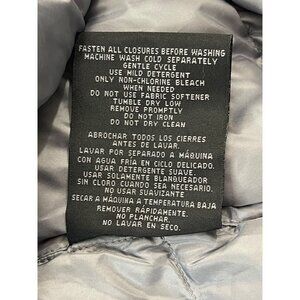 FASTEN ALL CLOSURES BEFORE WASHING
MACHINE WASH COLD SEPARATELY
GENTLE CYCLE
USE MILD DETERGENT
ONLY NON-CHLORINE BLEACH
WHEN NEEDED
DO NOT USE FABRIC SOFTENER
TUMBLE DRY LOW
REMOVE PROMPTLY
DO NOT IRON
DO NOT DRY CLEAN
ABROCHAR TODOS LOS CIERRES
ANTES DE LAVAR.
LAVAR POR SEPARADO A MÁQUINA
CON AGUA FRÍA EN CICLO DELICADO.
USAR DETERGENTE SUAVE.
USAR SOLAMENTE BLANQUEADOR
SIN CLORO CUANDO SEA NECESARIO.
NO USAR SUAVIZANTE
SECAR A MÁQUINA A TEMPERATURA BAJA
REMOVER RÁPIDAMENTE.
NO PLANCHAR.
NO LAVAR EN SECO.